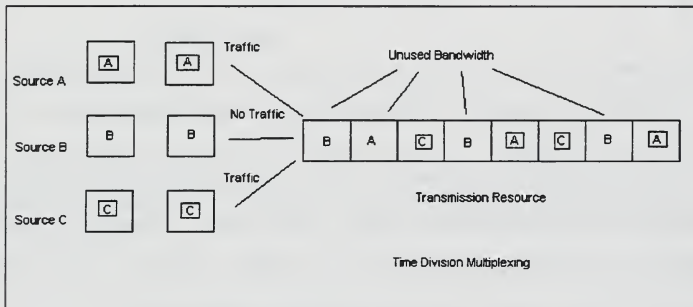 Traffic
Unused Bandwidth
A A
Source A
No Traffic
B B
Source B
B A C B A C B A
Traffic
C C
Source C
Transmission Resource
Time Division Multiplexing